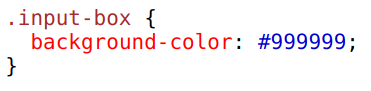 .input-box {
  background-color: #999999;
}